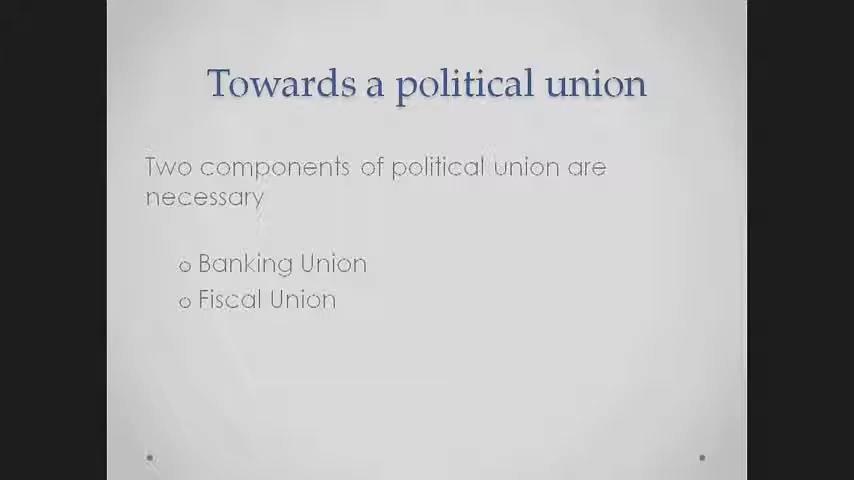 Towards a political union
Two components of political union are
necessary
o Banking Union
o Fiscal Union